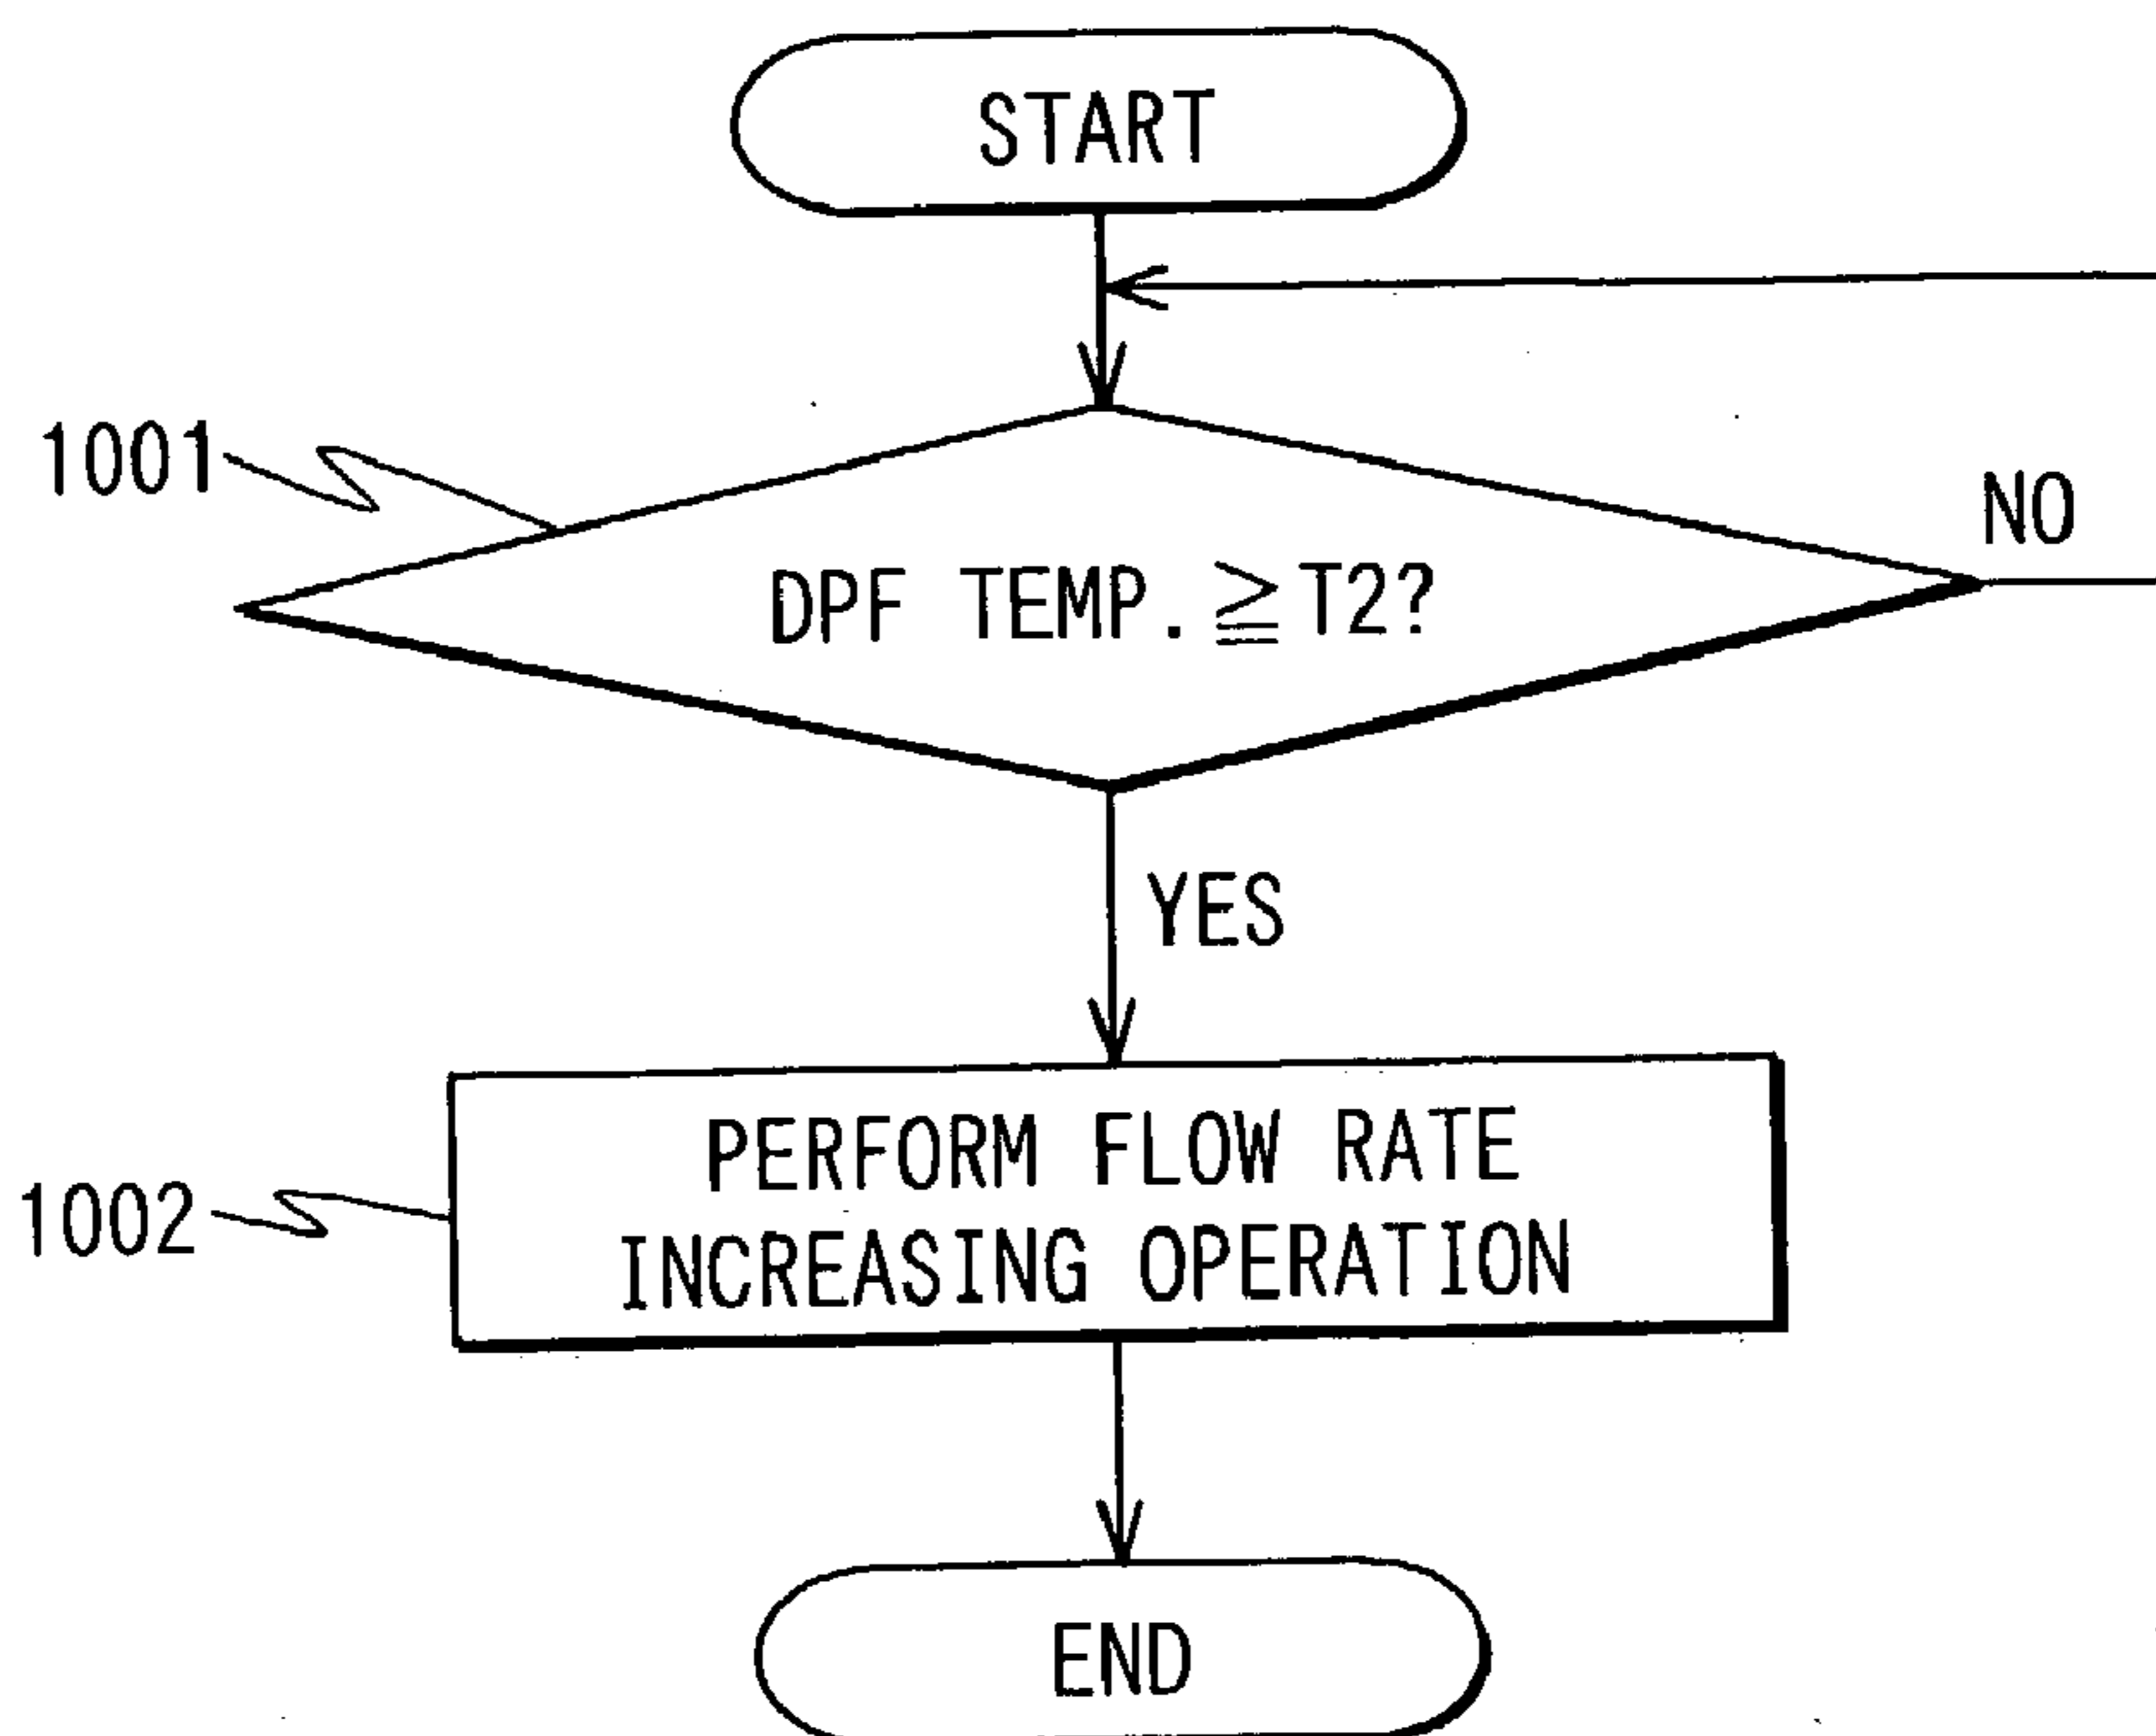 START
1001
NO
DPF TEMP. ≧ T2?
YES
1002
PERFORM FLOW RATE
INCREASING OPERATION
END